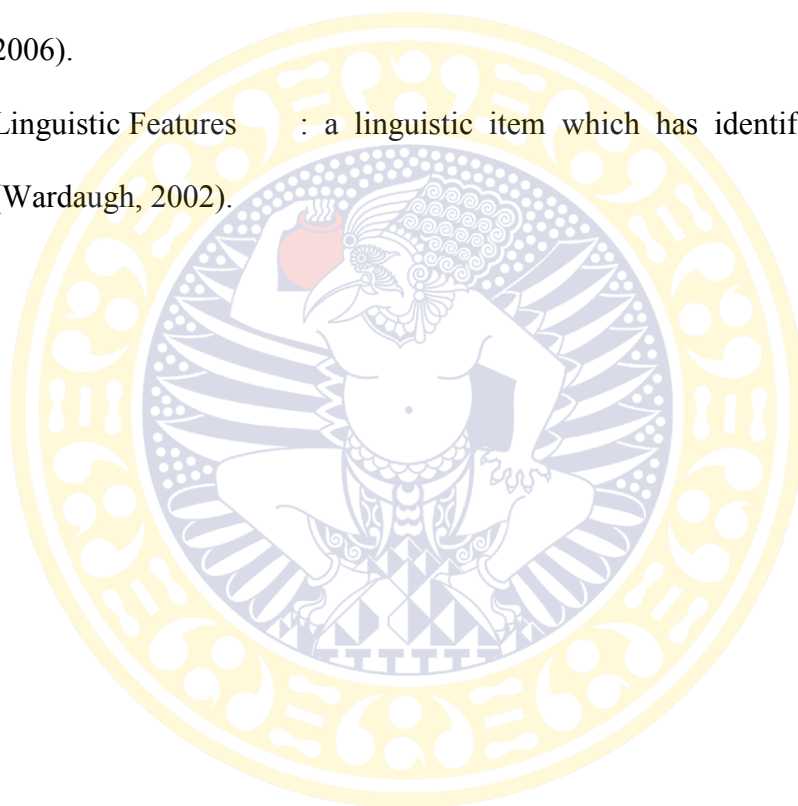 2006).
Linguistic Features : a linguistic item which has identif
(Wardaugh, 2002).